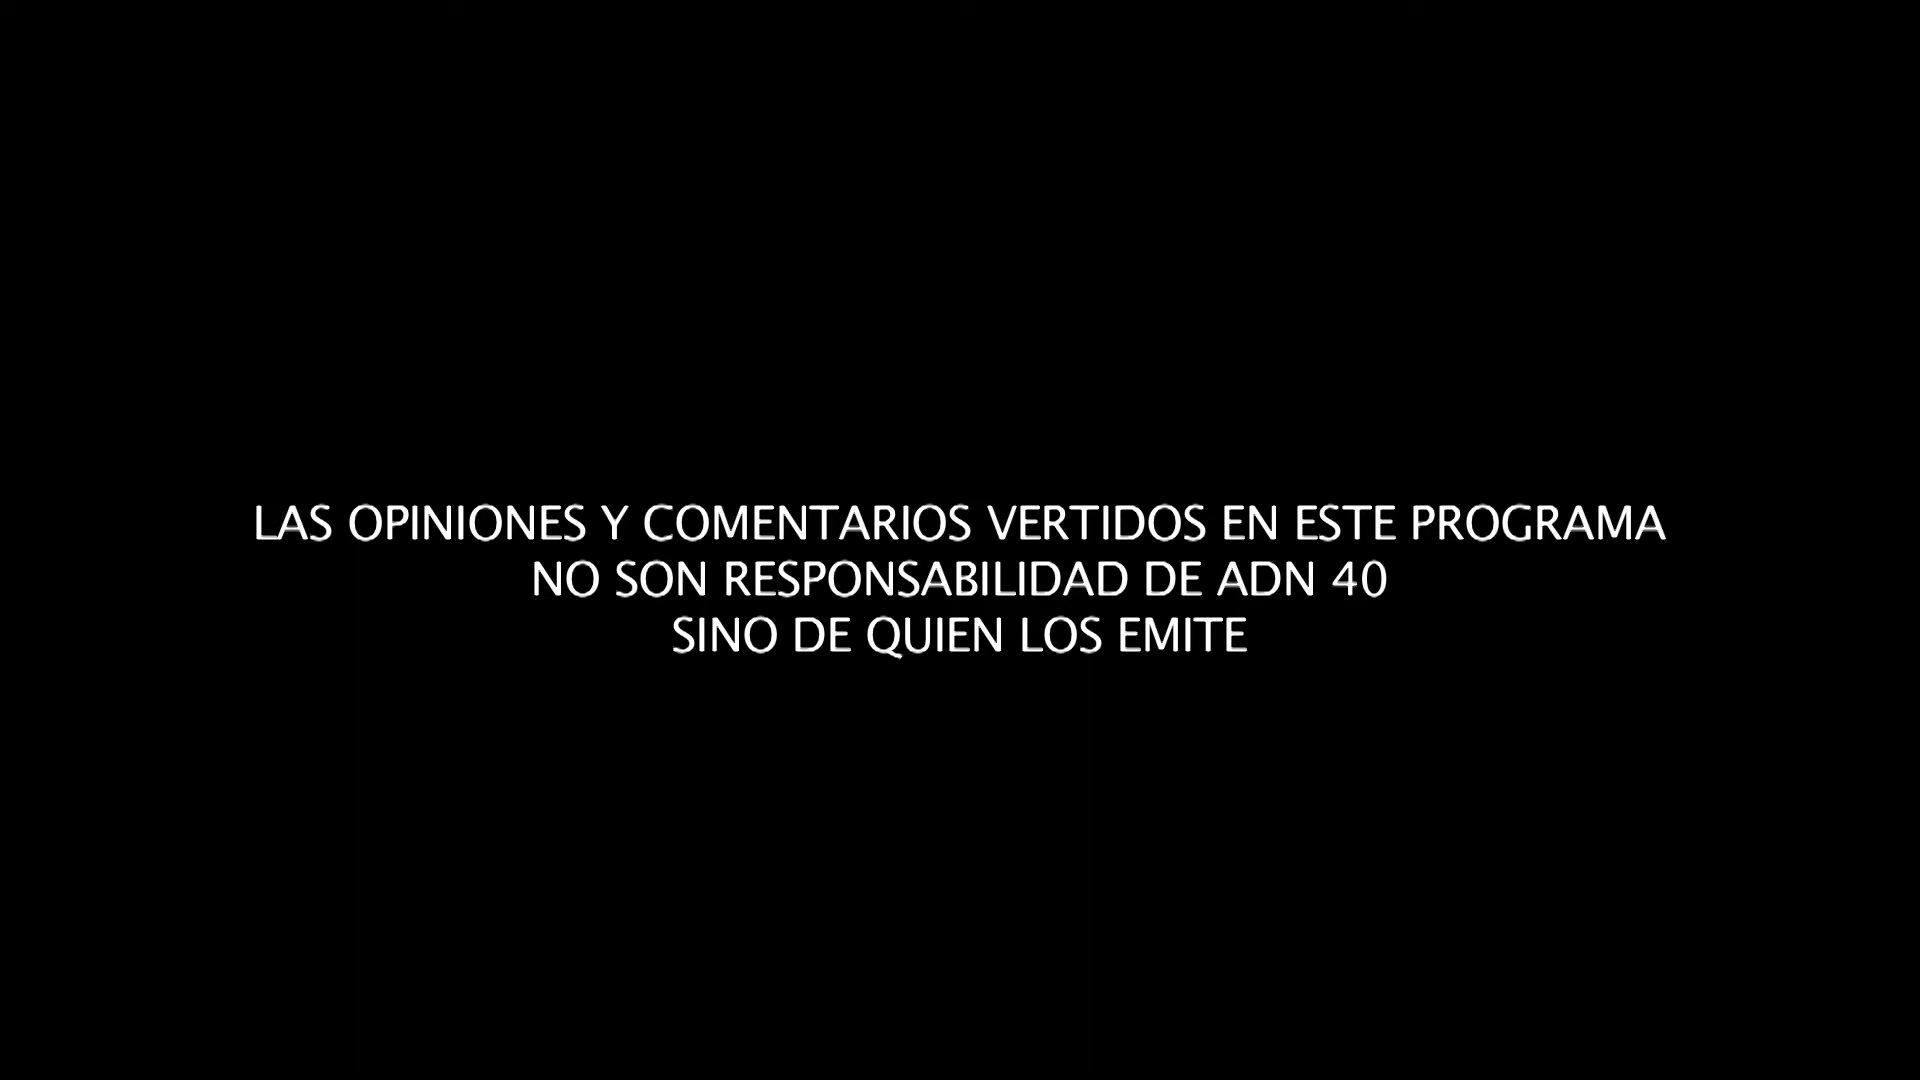 LAS OPINIONES Y COMENTARIOS VERTIDOS EN ESTE PROGRAMA
NO SON RESPONSABILIDAD DE ADN 40
SINO DE QUIEN LOS EMITE